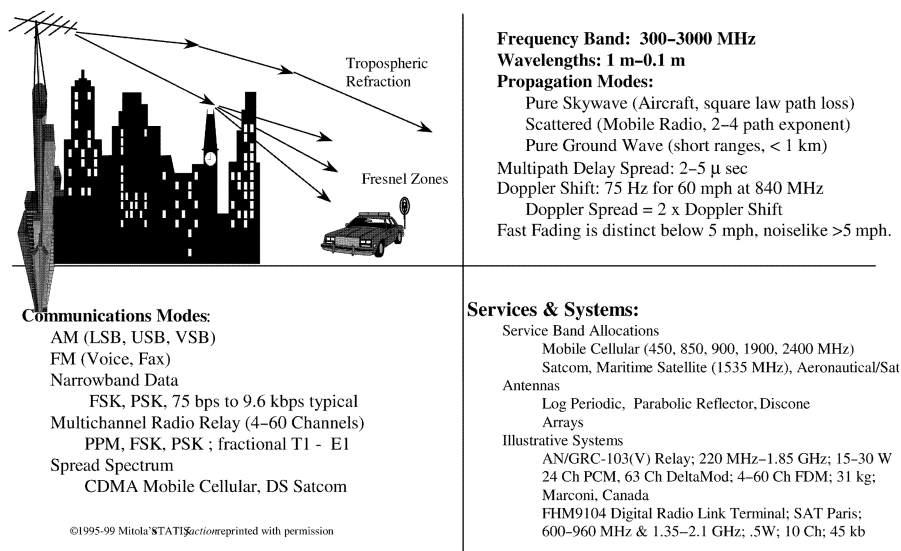 Tropospheric
Refraction
Fresnel Zones
Frequency Band: 300–3000 MHz
Wavelengths: 1 m–0.1 m
Propagation Modes:
Pure Skywave (Aircraft, square law path loss)
Scattered (Mobile Radio, 2–4 path exponent)
Pure Ground Wave (short ranges, < 1 km)
Multipath Delay Spread: 2–5 μ sec
Doppler Shift: 75 Hz for 60 mph at 840 MHz
Doppler Spread = 2 x Doppler Shift
Fast Fading is distinct below 5 mph, noiselike >5 mph.
Communications Modes:
AM (LSB, USB, VSB)
FM (Voice, Fax)
Narrowband Data
FSK, PSK, 75 bps to 9.6 kbps typical
Multichannel Radio Relay (4–60 Channels)
PPM, FSK, PSK ; fractional T1 - E1
Spread Spectrum
CDMA Mobile Cellular, DS Satcom
©1995-99 Mitola's STATISfaction reprinted with permission
Services & Systems:
Service Band Allocations
Mobile Cellular (450, 850, 900, 1900, 2400 MHz)
Satcom, Maritime Satellite (1535 MHz), Aeronautical/Sat
Antennas
Log Periodic, Parabolic Reflector, Discone
Arrays
Illustrative Systems
AN/GRC-103(V) Relay; 220 MHz–1.85 GHz; 15-30 W
24 Ch PCM, 63 Ch DeltaMod; 4–60 Ch FDM; 31 kg;
Marconi, Canada
FHM9104 Digital Radio Link Terminal; SAT Paris;
600-960 MHz & 1.35–2.1 GHz; .5W; 10 Ch; 45 kb